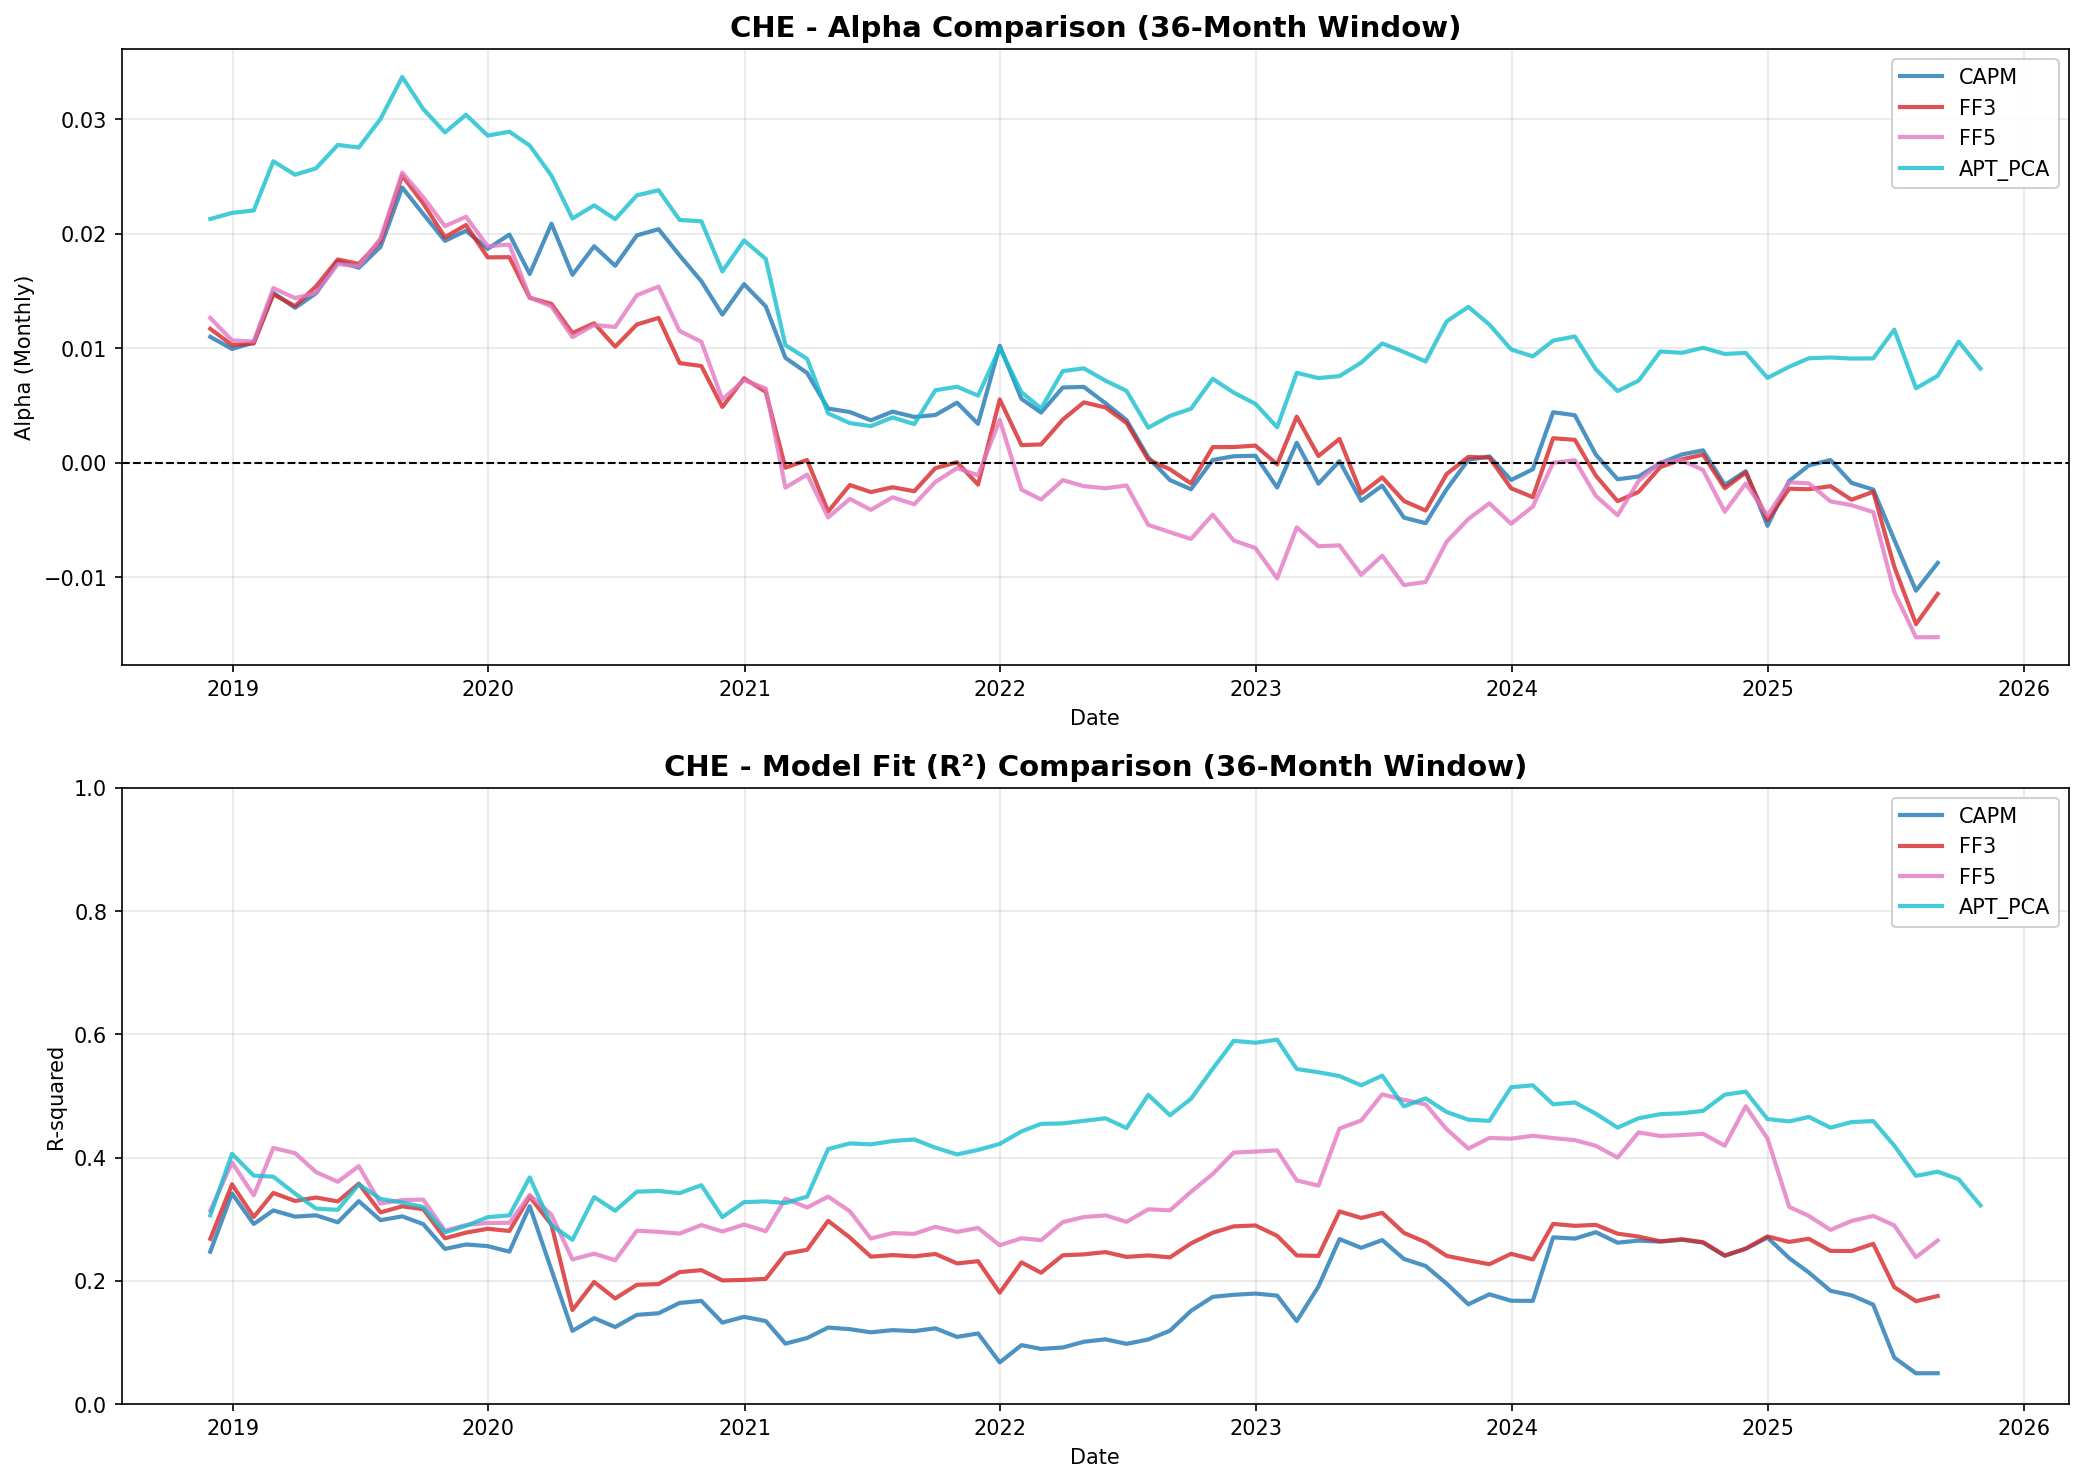 CHE - Alpha Comparison (36-Month Window)
CAPM
FF3
FF5
APT_PCA
Alpha (Monthly)
0.03
0.02
0.01
0.00
−0.01
2019 2020 2021 2022 2023 2024 2025 2026
Date
CHE - Model Fit (R²) Comparison (36-Month Window)
CAPM
FF3
FF5
APT_PCA
R-squared
1.0
0.8
0.6
0.4
0.2
0.0
2019 2020 2021 2022 2023 2024 2025 2026
Date